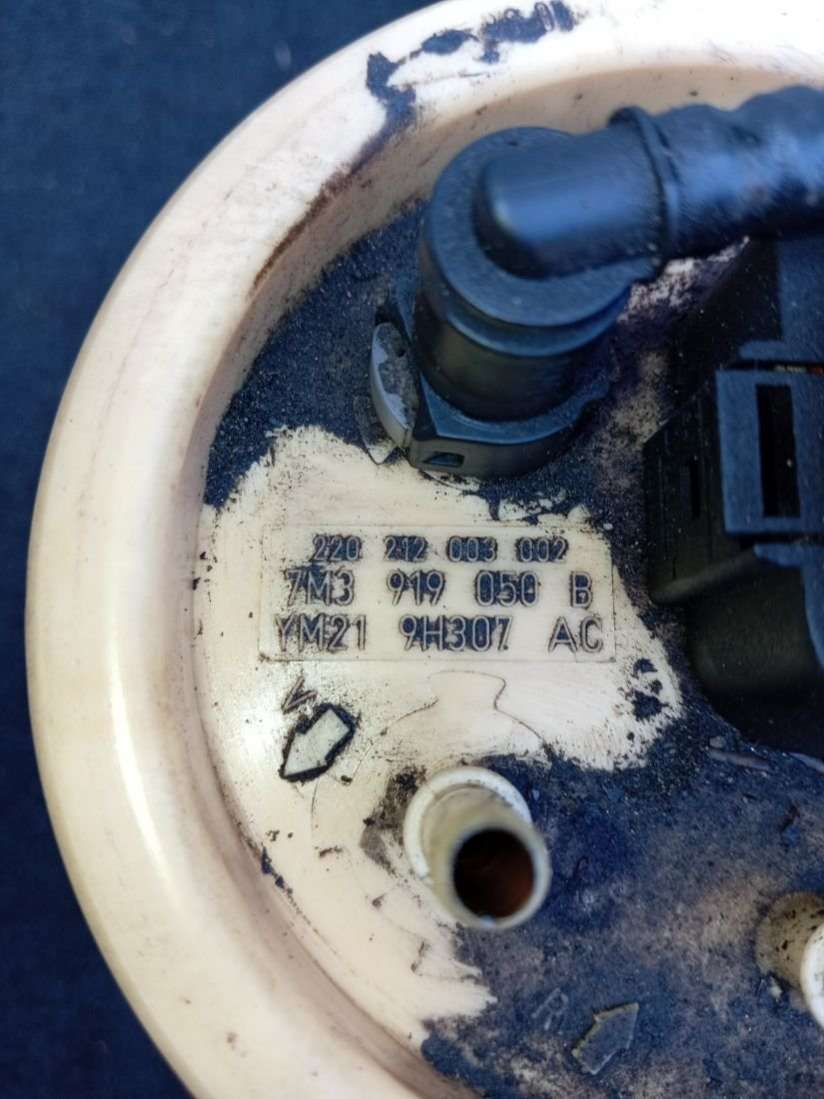 220 212 003 002
7M3 919 050 B
YM21 9H307 AC
V
R